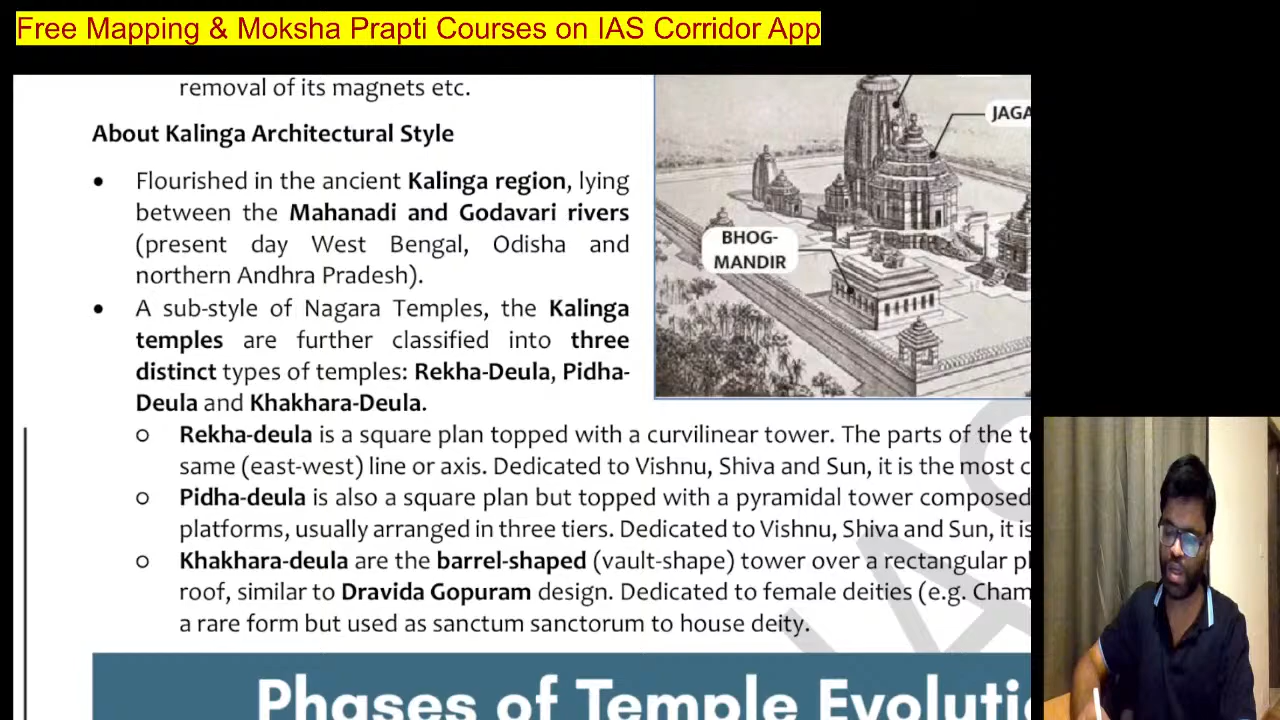 Free Mapping & Moksha Prapti Courses on IAS Corridor App
removal of its magnets etc.
About Kalinga Architectural Style
• Flourished in the ancient Kalinga region, lying
between the Mahanadi and Godavari rivers
(present day West Bengal, Odisha and
northern Andhra Pradesh).
• A sub-style of Nagara Temples, the Kalinga
temples are further classified into three
distinct types of temples: Rekha-Deula, Pidha-
Deula and Khakhara-Deula.
JAGA
BHOG-
MANDIR
○ Rekha-deula is a square plan topped with a curvilinear tower. The parts of the
same (east-west) line or axis. Dedicated to Vishnu, Shiva and Sun, it is the most
○ Pidha-deula is also a square plan but topped with a pyramidal tower composed
platforms, usually arranged in three tiers. Dedicated to Vishnu, Shiva and Sun, it is
○ Khakhara-deula are the barrel-shaped (vault-shape) tower over a rectangular
roof, similar to Dravida Gopuram design. Dedicated to female deities (e.g. Cham
a rare form but used as sanctum sanctorum to house deity.
Phases of Temple Evoluti